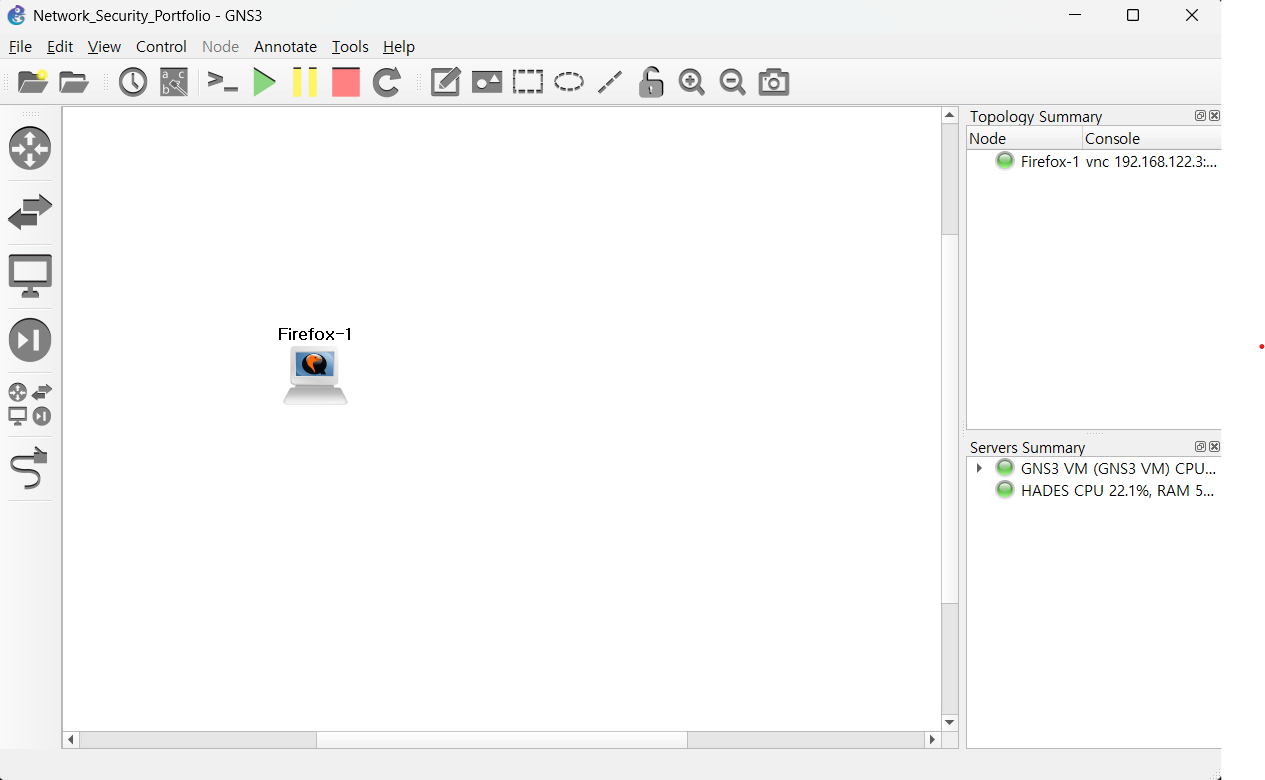 Network_Security_Portfolio - GNS3
File Edit View Control Node Annotate Tools Help
Topology Summary
Node Console
Firefox-1 vnc 192.168.122.3:...
Firefox-1
Servers Summary
GNS3 VM (GNS3 VM) CPU...
HADES CPU 22.1%, RAM 5...